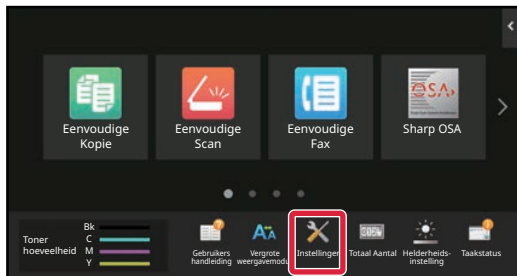 Eenvoudige
Kopie
Eenvoudige
Scan
Eenvoudige
Fax
OSA
Sharp OSA
Toner
hoeveelheid
Bk
C
M
Y
Gebruikers
handleiding
Vergrote
weergavemodus
Instellingen
Totaal Aantal
Helderheids-
instelling
Taakstatus